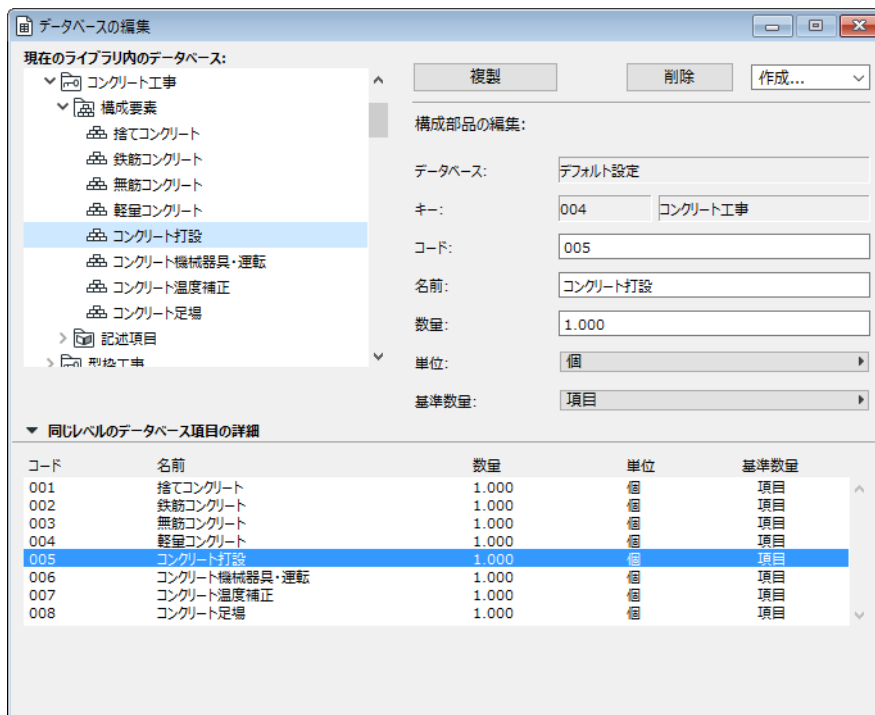 データベースの編集
現在のライブラリ内のデータベース:
コンクリート工事
構成要素
捨てコンクリート
鉄筋コンクリート
無筋コンクリート
軽量コンクリート
コンクリート打設
コンクリート機械器具・運転
コンクリート温度補正
コンクリート足場
記述項目
型枠工事
複製 削除 作成...
構成部品の編集:
データベース: デフォルト設定
キー: 004 コンクリート工事
コード: 005
名前: コンクリート打設
数量: 1.000
単位: 個
基準数量: 項目
同じレベルのデータベース項目の詳細
コード 名前 数量 単位 基準数量
001 捨てコンクリート 1.000 個 項目
002 鉄筋コンクリート 1.000 個 項目
003 無筋コンクリート 1.000 個 項目
004 軽量コンクリート 1.000 個 項目
005 コンクリート打設 1.000 個 項目
006 コンクリート機械器具・運転 1.000 個 項目
007 コンクリート温度補正 1.000 個 項目
008 コンクリート足場 1.000 個 項目